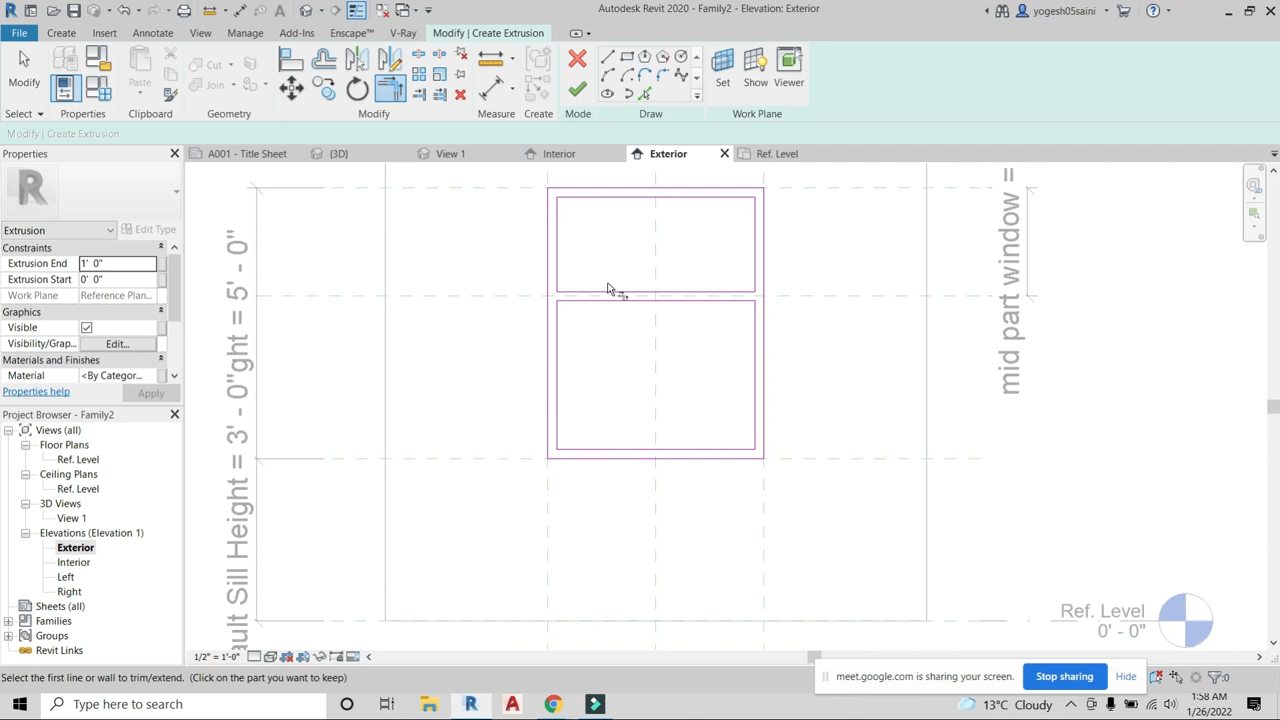 Autodesk Revit 2020 - Family2 - Elevation: Exterior
yogesh05saini
File Create Insert Annotate View Manage Add-Ins Enscape™ V-Ray Modify | Create Extrusion
Modify
Paste
Cut
Join
Set Show Viewer
Select Properties Clipboard Geometry Modify Measure Create Mode Draw Work Plane
Modify | Create Extrusion
Properties
A001 - Title Sheet {3D} View 1 Interior Exterior Ref. Level
R
Extrusion Edit Type
Constraints
Extrusion End 1' 0"
Extrusion Start 0' 0"
Work Plane Reference Plan...
Graphics
Visible
Visibility/Grap... Edit...
Materials and Finishes
Material <By Categor...
Properties help Apply
Project Browser - Family2
Views (all)
Floor Plans
Ref. Level
Ceiling Plans
Ref. Level
3D Views
View 1
Elevations (Elevation 1)
Exterior
Interior
Left
Right
Sheets (all)
Families
Groups
Revit Links
ault Sill Height = 3' - 0"ght = 5' - 0"
mid part window =
Ref. Level
0' - 0"
1/2" = 1'-0"
Select the first line or wall to trim/extend. (Click on the part you want to keep)
meet.google.com is sharing your screen. Stop sharing Hide
:0
Type here to search
13°C Cloudy
1:58 AM
1/26/2022